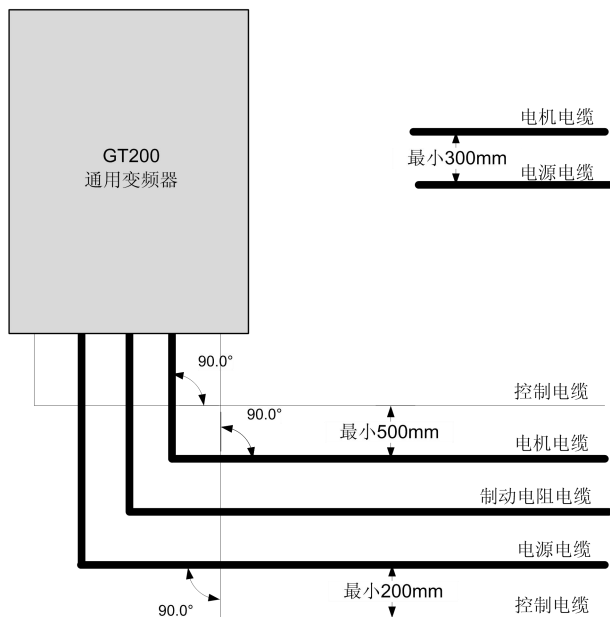 电机电缆
最小300mm
电源电缆
GT200
通用变频器
90.0°
控制电缆
90.0°
最小500mm
电机电缆
制动电阻电缆
电源电缆
最小200mm
90.0°
控制电缆